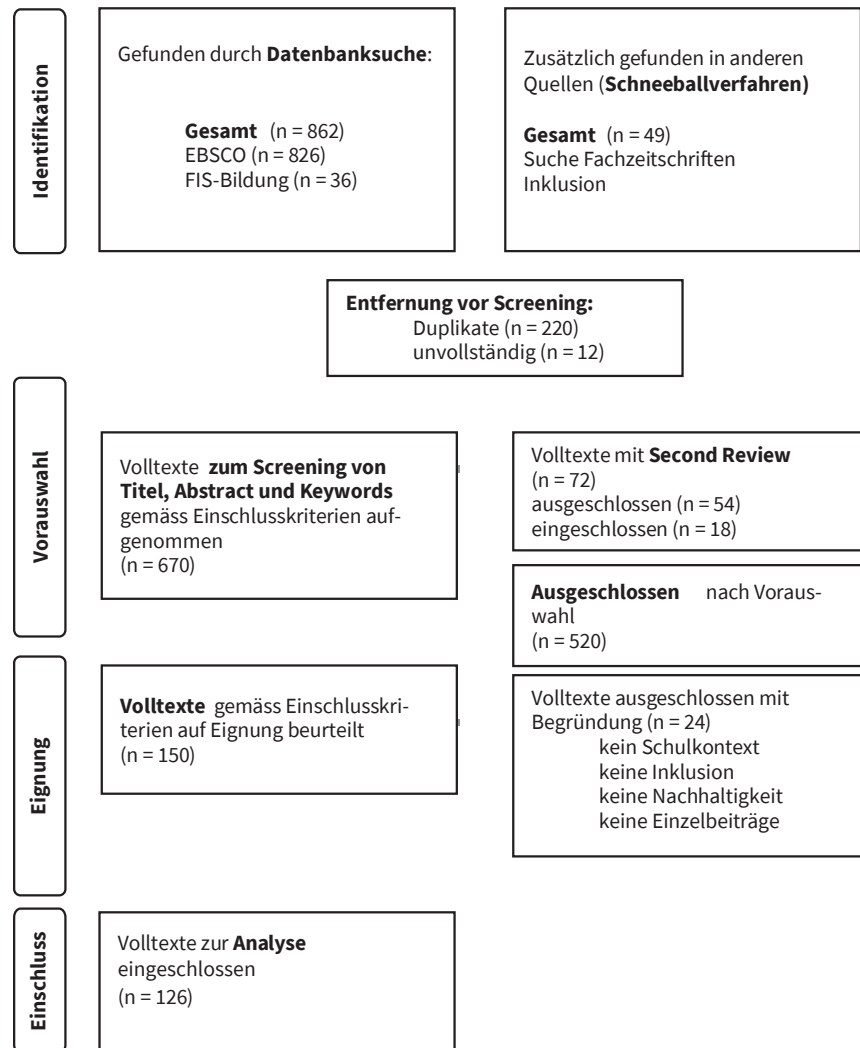 Identifikation
Gefunden durch Datenbanksuche:
Gesamt (n = 862)
EBSCO (n = 826)
FIS-Bildung (n = 36)
Zusätzlich gefunden in anderen
Quellen (Schneeballverfahren)
Gesamt (n = 49)
Suche Fachzeitschriften
Inklusion
Entfernung vor Screening:
Duplikate (n = 220)
unvollständig (n = 12)
Vorauswahl
Volltexte zum Screening von
Titel, Abstract und Keywords
gemäss Einschlusskriterien auf-
genommen
(n = 670)
Volltexte mit Second Review
(n = 72)
ausgeschlossen (n = 54)
eingeschlossen (n = 18)
Ausgeschlossen nach Voraus-
wahl
(n = 520)
Eignung
Volltexte gemäss Einschlusskri-
terien auf Eignung beurteilt
(n = 150)
Volltexte ausgeschlossen mit
Begründung (n = 24)
kein Schulkontext
keine Inklusion
keine Nachhaltigkeit
keine Einzelbeiträge
Einschluss
Volltexte zur Analyse
eingeschlossen
(n = 126)